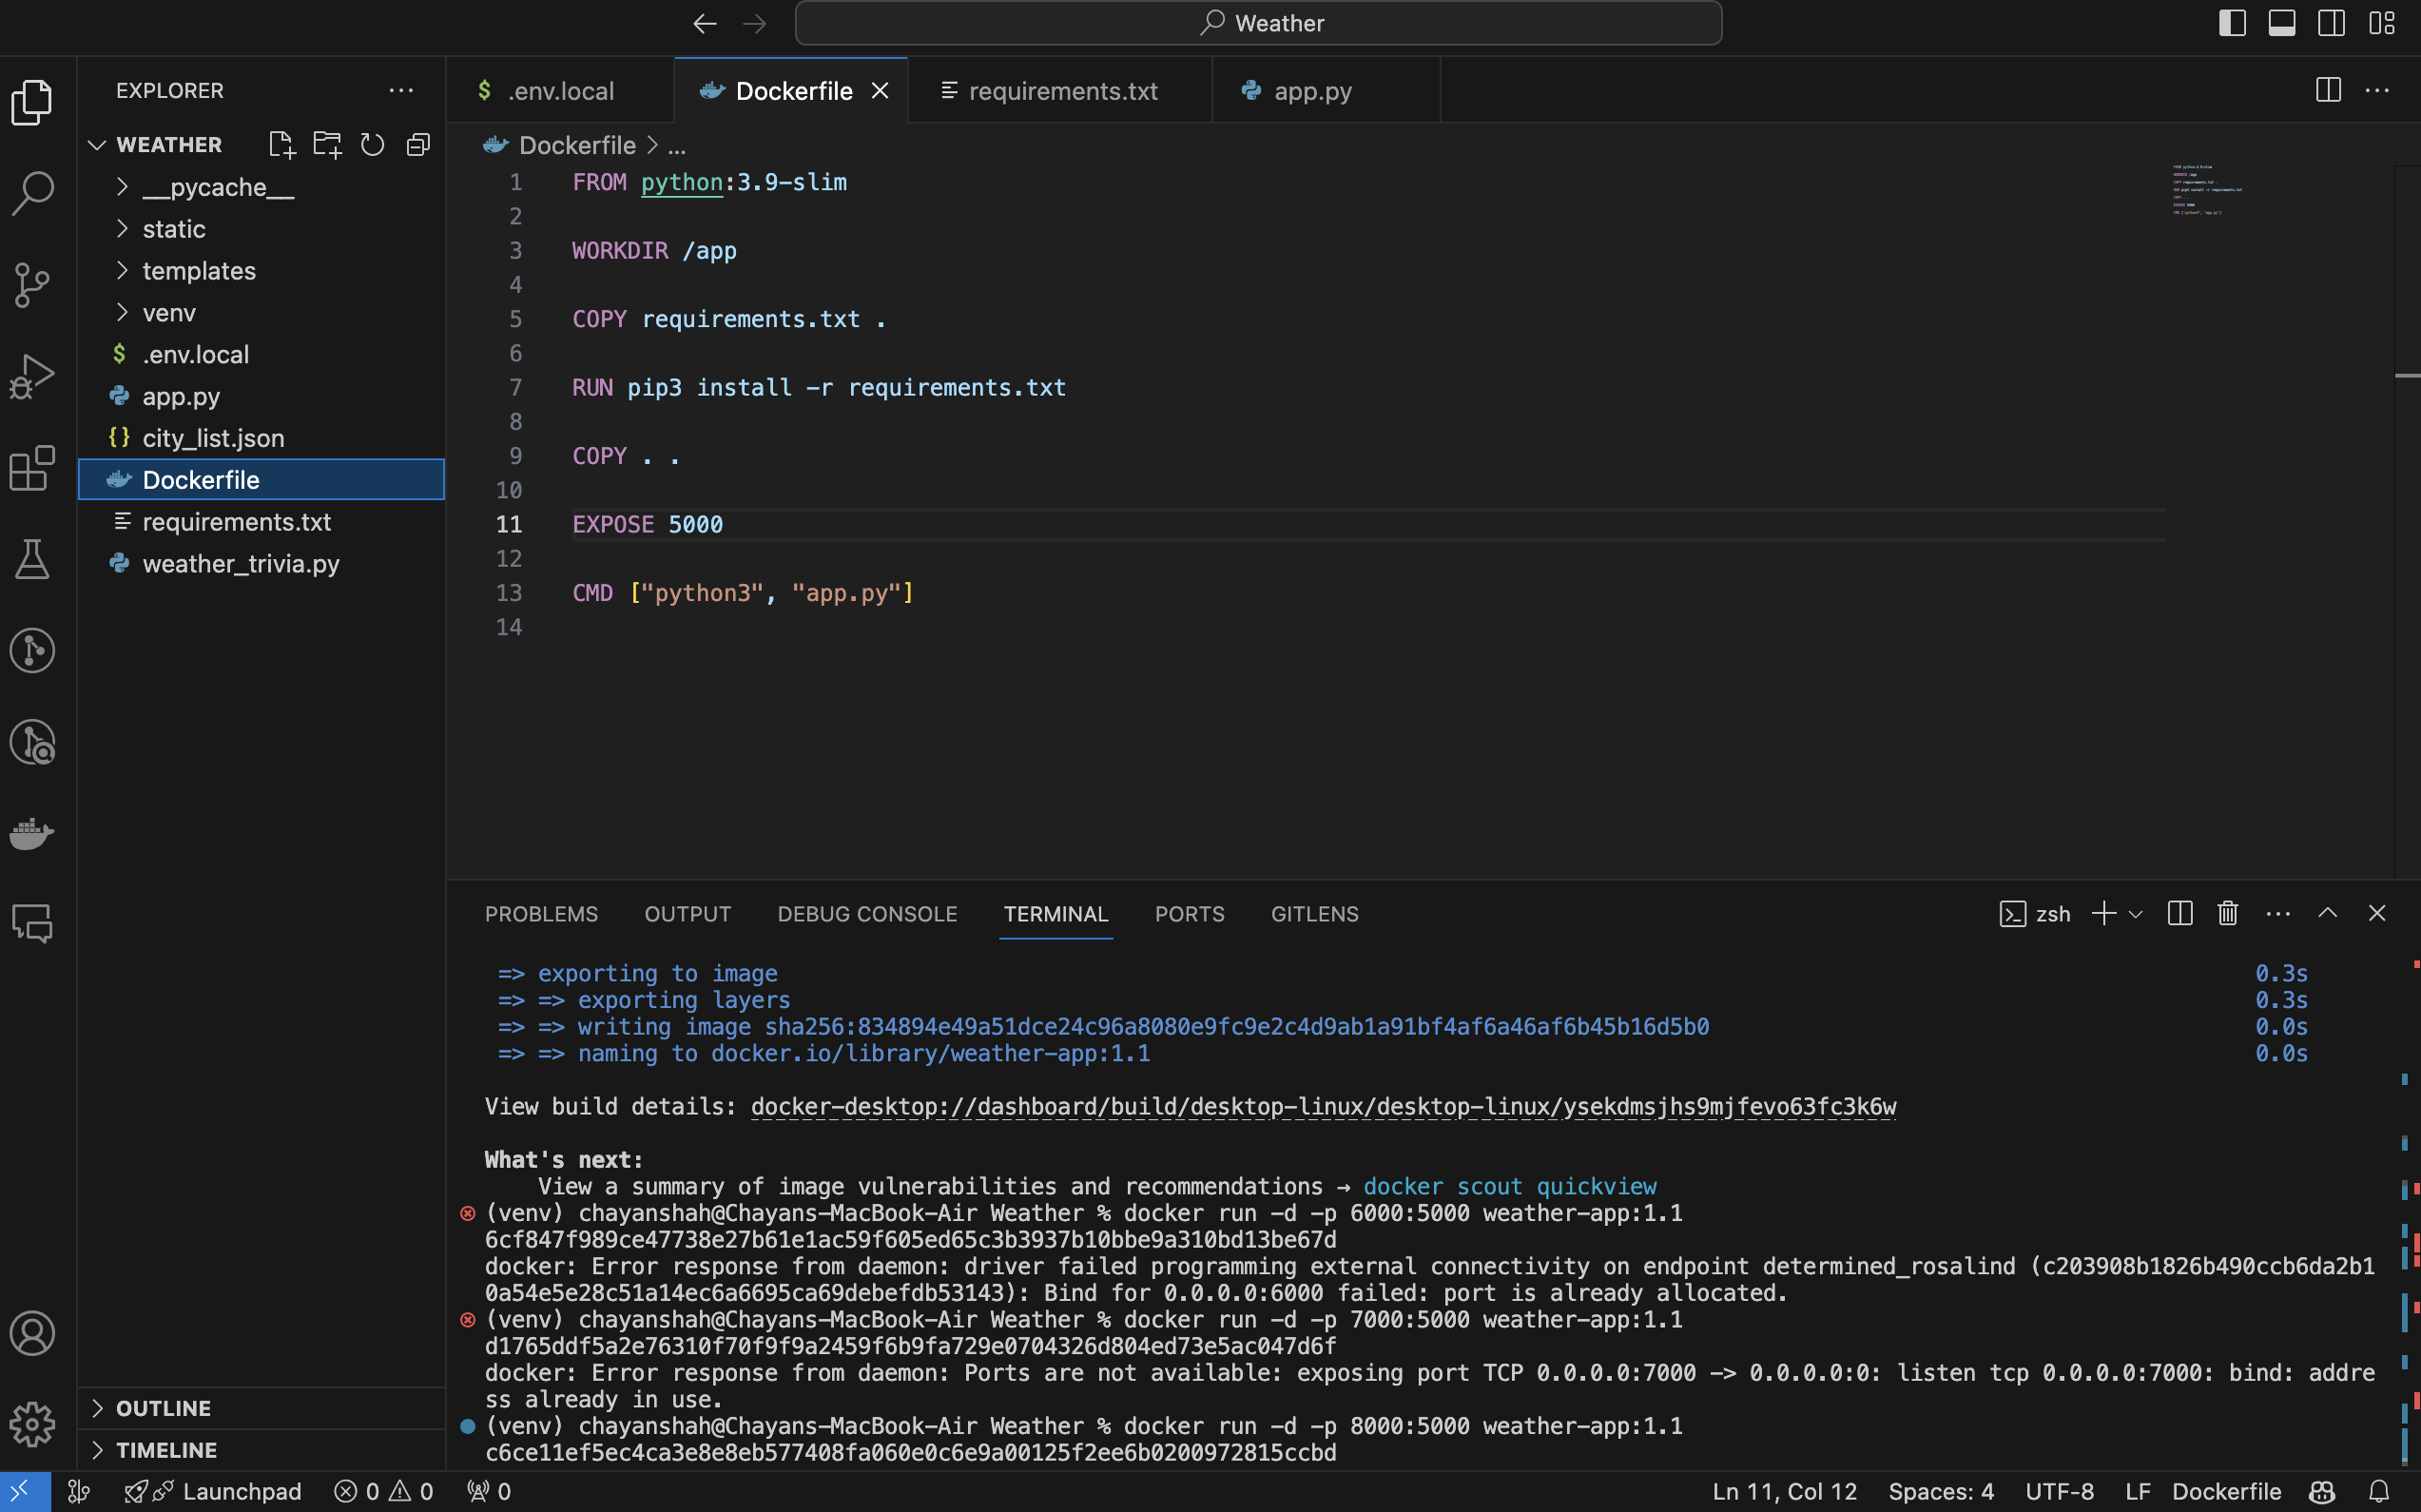 Weather
EXPLORER
WEATHER
__pycache__
static
templates
venv
$ .env.local
app.py
{} city_list.json
Dockerfile
requirements.txt
weather_trivia.py
OUTLINE
TIMELINE
$ .env.local
Dockerfile
requirements.txt
app.py
Dockerfile > ...
1 FROM python:3.9-slim
2
3 WORKDIR /app
4
5 COPY requirements.txt .
6
7 RUN pip3 install -r requirements.txt
8
9 COPY . .
10
11 EXPOSE 5000
12
13 CMD ["python3", "app.py"]
14
PROBLEMS OUTPUT DEBUG CONSOLE TERMINAL PORTS GITLENS
zsh
=> exporting to image 0.3s
=> => exporting layers 0.3s
=> => writing image sha256:834894e49a51dce24c96a8080e9fc9e2c4d9ab1a91bf4af6a46af6b45b16d5b0 0.0s
=> => naming to docker.io/library/weather-app:1.1 0.0s
View build details: docker-desktop://dashboard/build/desktop-linux/desktop-linux/ysekdmsjhs9mjfevo63fc3k6w
What's next:
View a summary of image vulnerabilities and recommendations → docker scout quickview
(venv) chayanshah@Chayans-MacBook-Air Weather % docker run -d -p 6000:5000 weather-app:1.1
6cf847f989ce47738e27b61e1ac59f605ed65c3b3937b10bbe9a310bd13be67d
docker: Error response from daemon: driver failed programming external connectivity on endpoint determined_rosalind (c203908b1826b490ccb6da2b1
0a54e5e28c51a14ec6a6695ca69debefdb53143): Bind for 0.0.0.0:6000 failed: port is already allocated.
(venv) chayanshah@Chayans-MacBook-Air Weather % docker run -d -p 7000:5000 weather-app:1.1
d1765ddf5a2e76310f70f9f9a2459f6b9fa729e0704326d804ed73e5ac047d6f
docker: Error response from daemon: Ports are not available: exposing port TCP 0.0.0.0:7000 -> 0.0.0.0:0: listen tcp 0.0.0.0:7000: bind: addre
ss already in use.
(venv) chayanshah@Chayans-MacBook-Air Weather % docker run -d -p 8000:5000 weather-app:1.1
c6ce11ef5ec4ca3e8e8eb577408fa060e0c6e9a00125f2ee6b0200972815ccbd
Launchpad 0 0 0
Ln 11, Col 12 Spaces: 4 UTF-8 LF Dockerfile